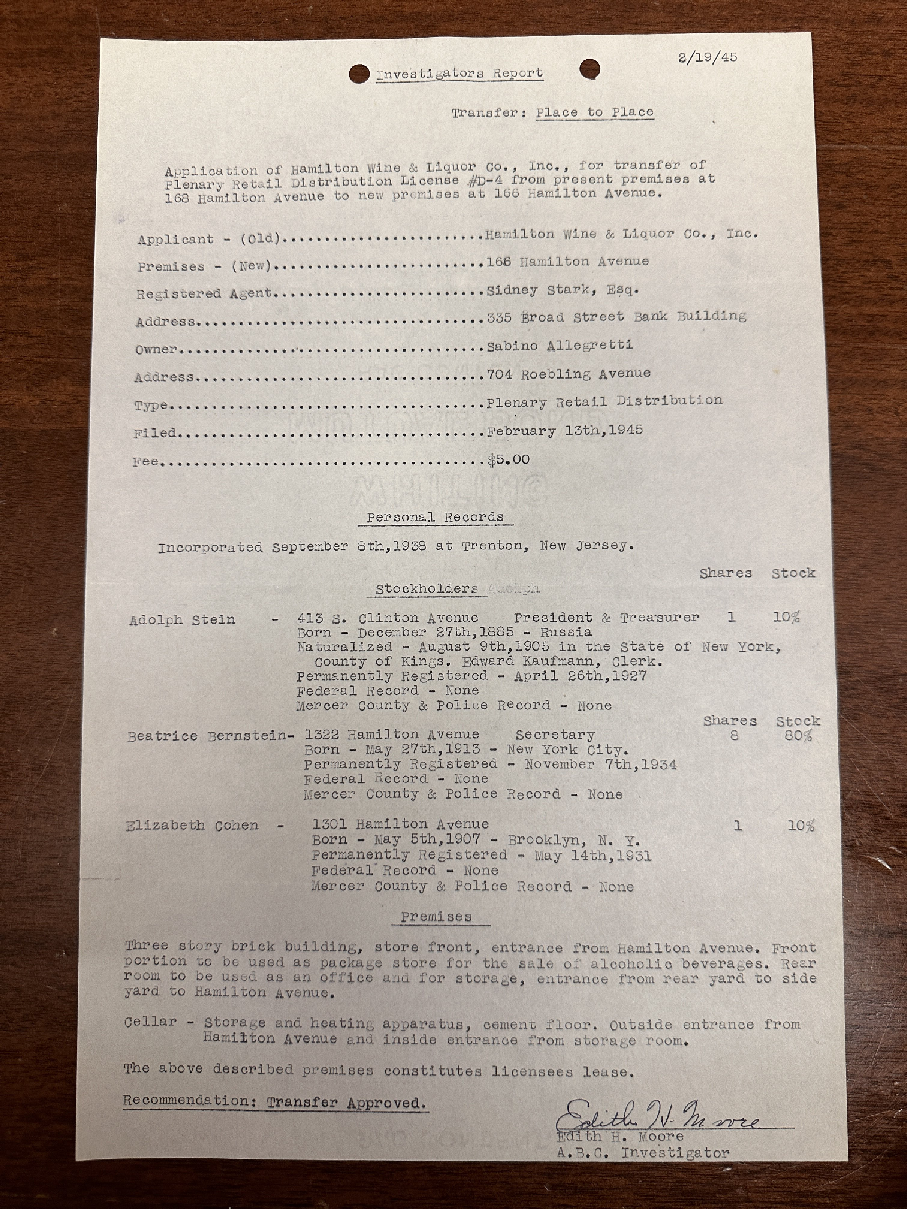 2/19/45
Investigators Report
Transfer: Place to Place
Application of Hamilton Wine & Liquor Co., Inc., for transfer of
Plenary Retail Distribution License #D-4 from present premises at
168 Hamilton Avenue to new premises at 166 Hamilton Avenue.
Applicant - (Old).......................Hamilton Wine & Liquor Co., Inc.
Premises - (New)........................166 Hamilton Avenue
Registered Agent........................Sidney Stark, Esq.
Address.................................335 Broad Street Bank Building
Owner...................................Sabino Allegretti
Address.................................704 Roebling Avenue
Type....................................Plenary Retail Distribution
Filed...................................February 13th,1945
Fee.....................................$5.00
Personal Records
Incorporated September 8th,1938 at Trenton, New Jersey.
Shares Stock
Stockholders
Adolph Stein - 413 S. Clinton Avenue President & Treasurer 1 10%
Born - December 27th,1885 - Russia
Naturalized - August 9th,1905 in the State of New York,
County of Kings. Edward Kaufmann, Clerk.
Permanently Registered - April 26th,1927
Federal Record - None
Mercer County & Police Record - None
Shares Stock
Beatrice Bernstein- 1322 Hamilton Avenue Secretary 8 80%
Born - May 27th,1913 - New York City.
Permanently Registered - November 7th,1934
Federal Record - None
Mercer County & Police Record - None
Elizabeth Cohen - 1301 Hamilton Avenue 1 10%
Born - May 5th,1907 - Brooklyn, N. Y.
Permanently Registered - May 14th,1931
Federal Record - None
Mercer County & Police Record - None
Premises
Three story brick building, store front, entrance from Hamilton Avenue. Front
portion to be used as package store for the sale of alcoholic beverages. Rear
room to be used as an office and for storage, entrance from rear yard to side
yard to Hamilton Avenue.
Cellar - Storage and heating apparatus, cement floor. Outside entrance from
Hamilton Avenue and inside entrance from storage room.
The above described premises constitutes licensees lease.
Recommendation: Transfer Approved.
Edith H. Moore
Edith H. Moore
A.B.C. Investigator